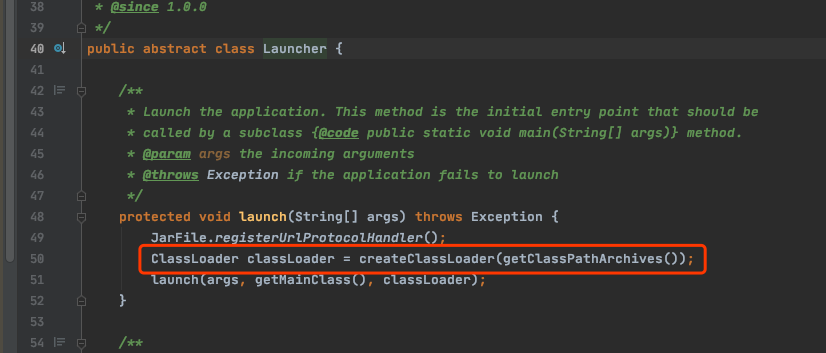 38 * @since 1.0.0
39 */
40 public abstract class Launcher {
41
42 /**
43 * Launch the application. This method is the initial entry point that should be
44 * called by a subclass {@code public static void main(String[] args)} method.
45 * @param args the incoming arguments
46 * @throws Exception if the application fails to launch
47 */
48 protected void launch(String[] args) throws Exception {
49 JarFile.registerUrlProtocolHandler();
50 ClassLoader classLoader = createClassLoader(getClassPathArchives());
51 launch(args, getMainClass(), classLoader);
52 }
53
54 /**